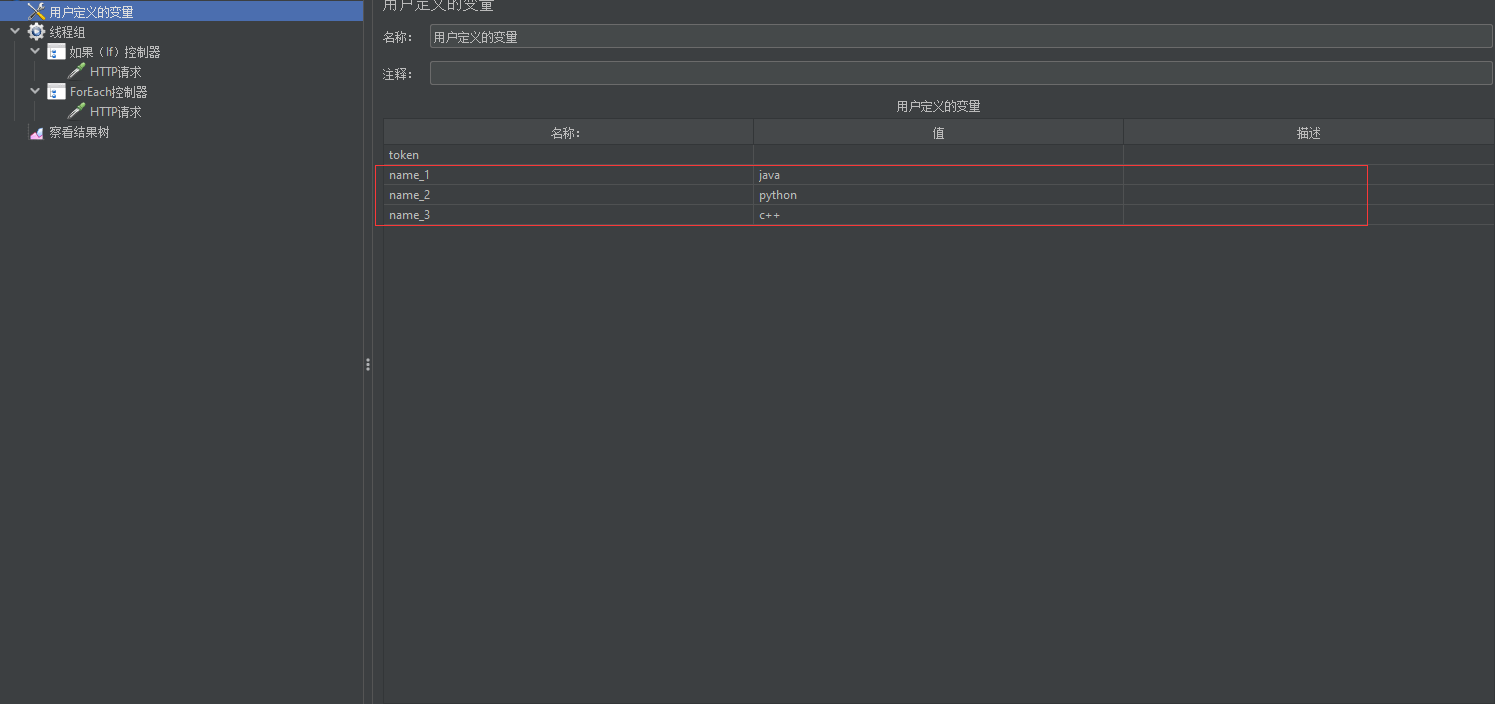 用户定义的变量
线程组
如果（If）控制器
HTTP请求
ForEach控制器
HTTP请求
察看结果树
用户定义的变量
名称： 用户定义的变量
注释：
用户定义的变量
名称： 值 描述
token
name_1 java
name_2 python
name_3 c++